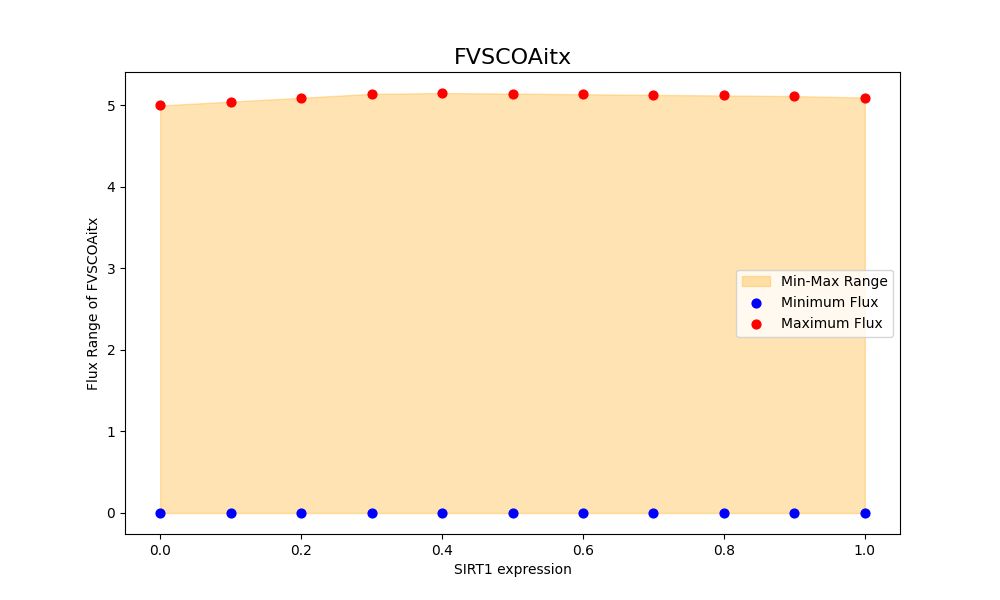 FVSCOAitx
Flux Range of FVSCOAitx
5
4
3
2
1
0
Min-Max Range
Minimum Flux
Maximum Flux
0.0 0.2 0.4 0.6 0.8 1.0
SIRT1 expression